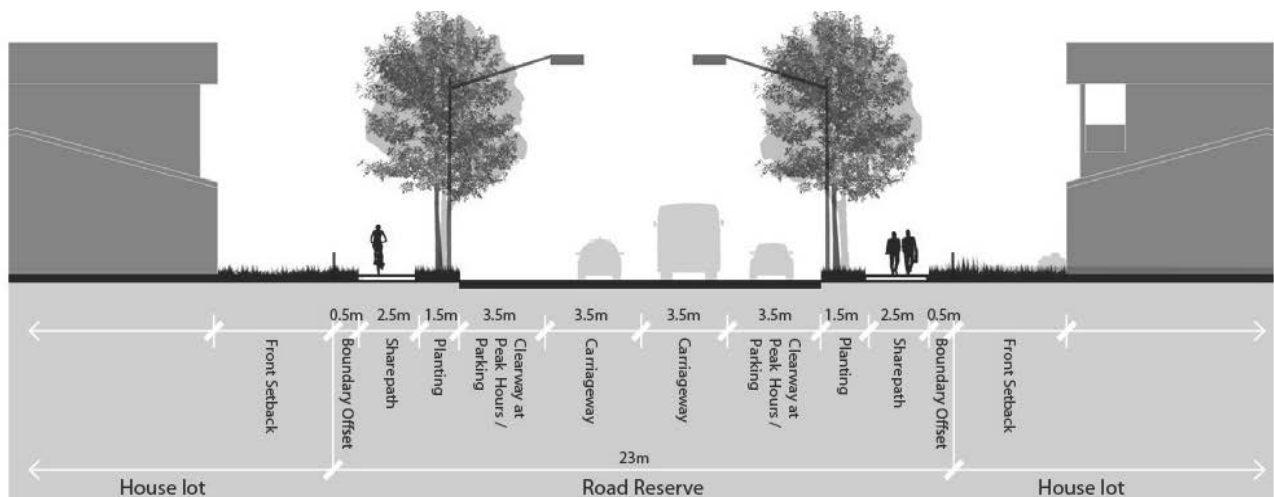 0.5m 2.5m 1.5m 3.5m 3.5m 3.5m 3.5m 1.5m 2.5m 0.5m
Front Setback
Boundary Offset
Sharepath
Planting
Clearway at
Peak Hours /
Parking
Carriageway
Carriageway
Clearway at
Peak Hours /
Parking
Planting
Sharepath
Boundary Offset
Front Setback
23m
House lot Road Reserve House lot